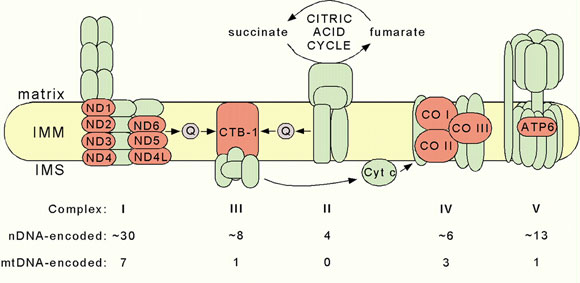 CITRIC
ACID
CYCLE
succinate
fumarate
matrix
IMM
IMS
ND1
ND2
ND3
ND4
ND6
ND5
ND4L
Q
CTB-1
Q
CO I
CO II
CO III
ATP6
Cyt c
Complex: I III II IV V
nDNA-encoded: ~30 ~8 4 ~6 ~13
mtDNA-encoded: 7 1 0 3 1